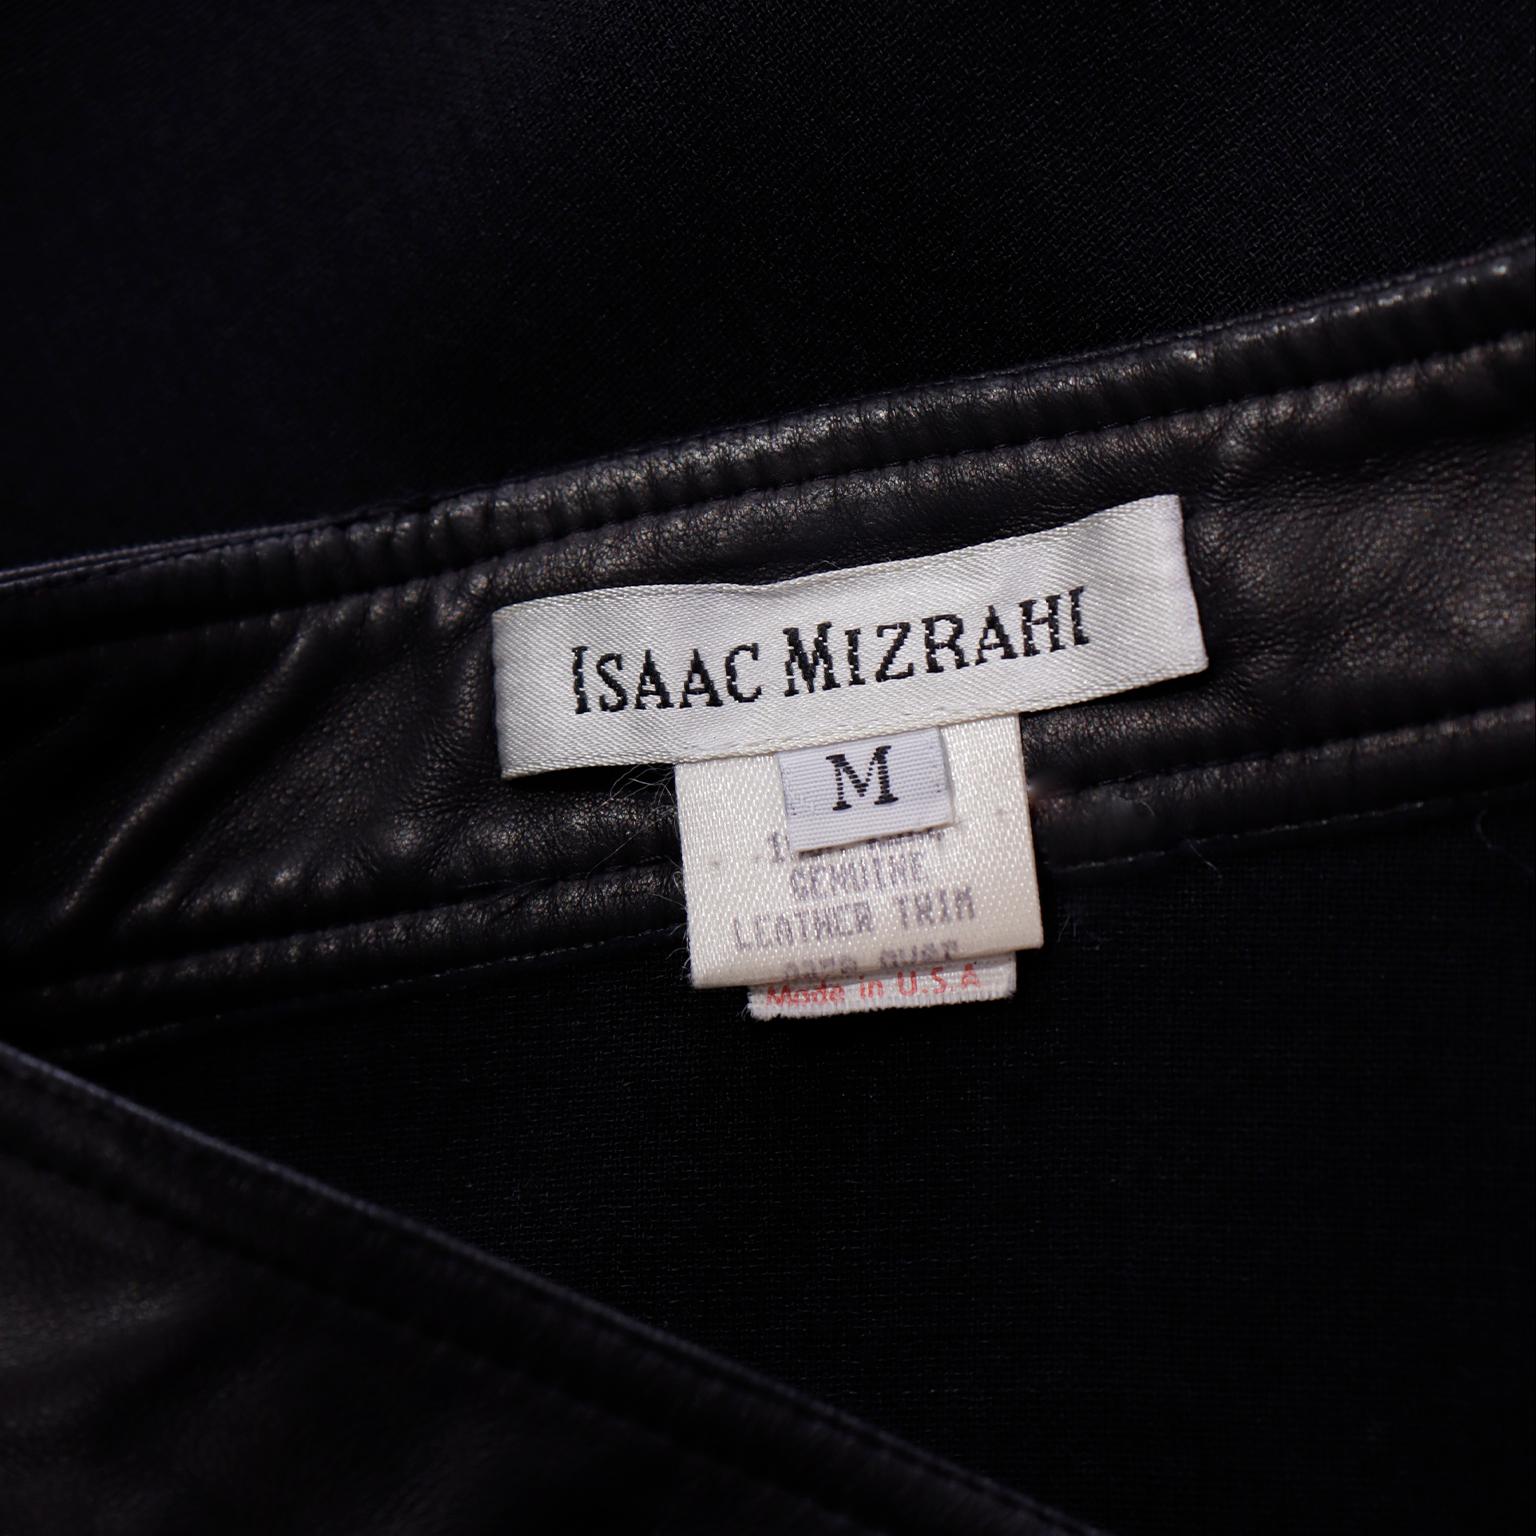 ISAAC MIZRAHI
M
GENUINE
LEATHER TRIM
Made in U.S.A